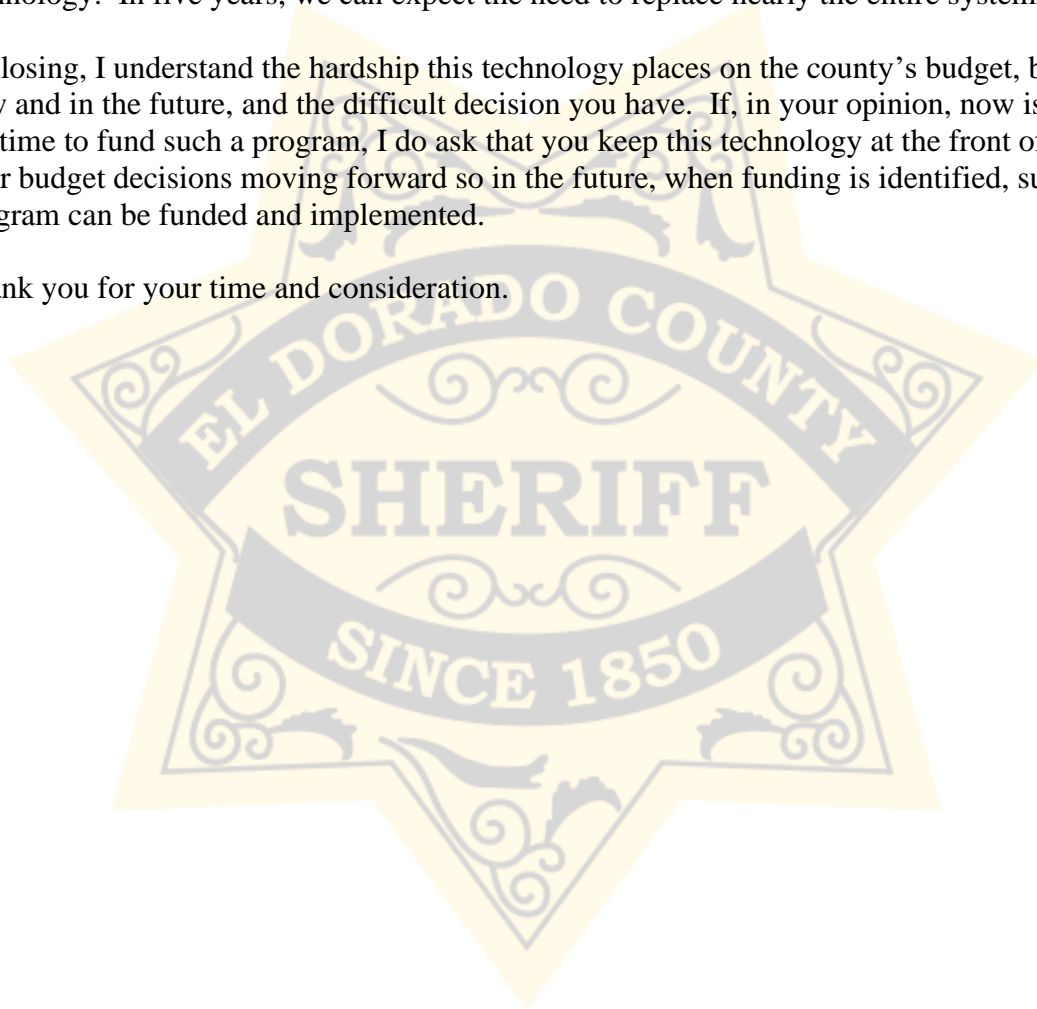 nology? In five years, we can expect the need to replace nearly the entire system
losing, I understand the hardship this technology places on the county’s budget, b
y and in the future, and the difficult decision you have. If, in your opinion, now is
time to fund such a program, I do ask that you keep this technology at the front of
r budget decisions moving forward so in the future, when funding is identified, su
gram can be funded and implemented.
nk you for your time and consideration.
EL DORADO COUNTY
SHERIFF
SINCE 1850